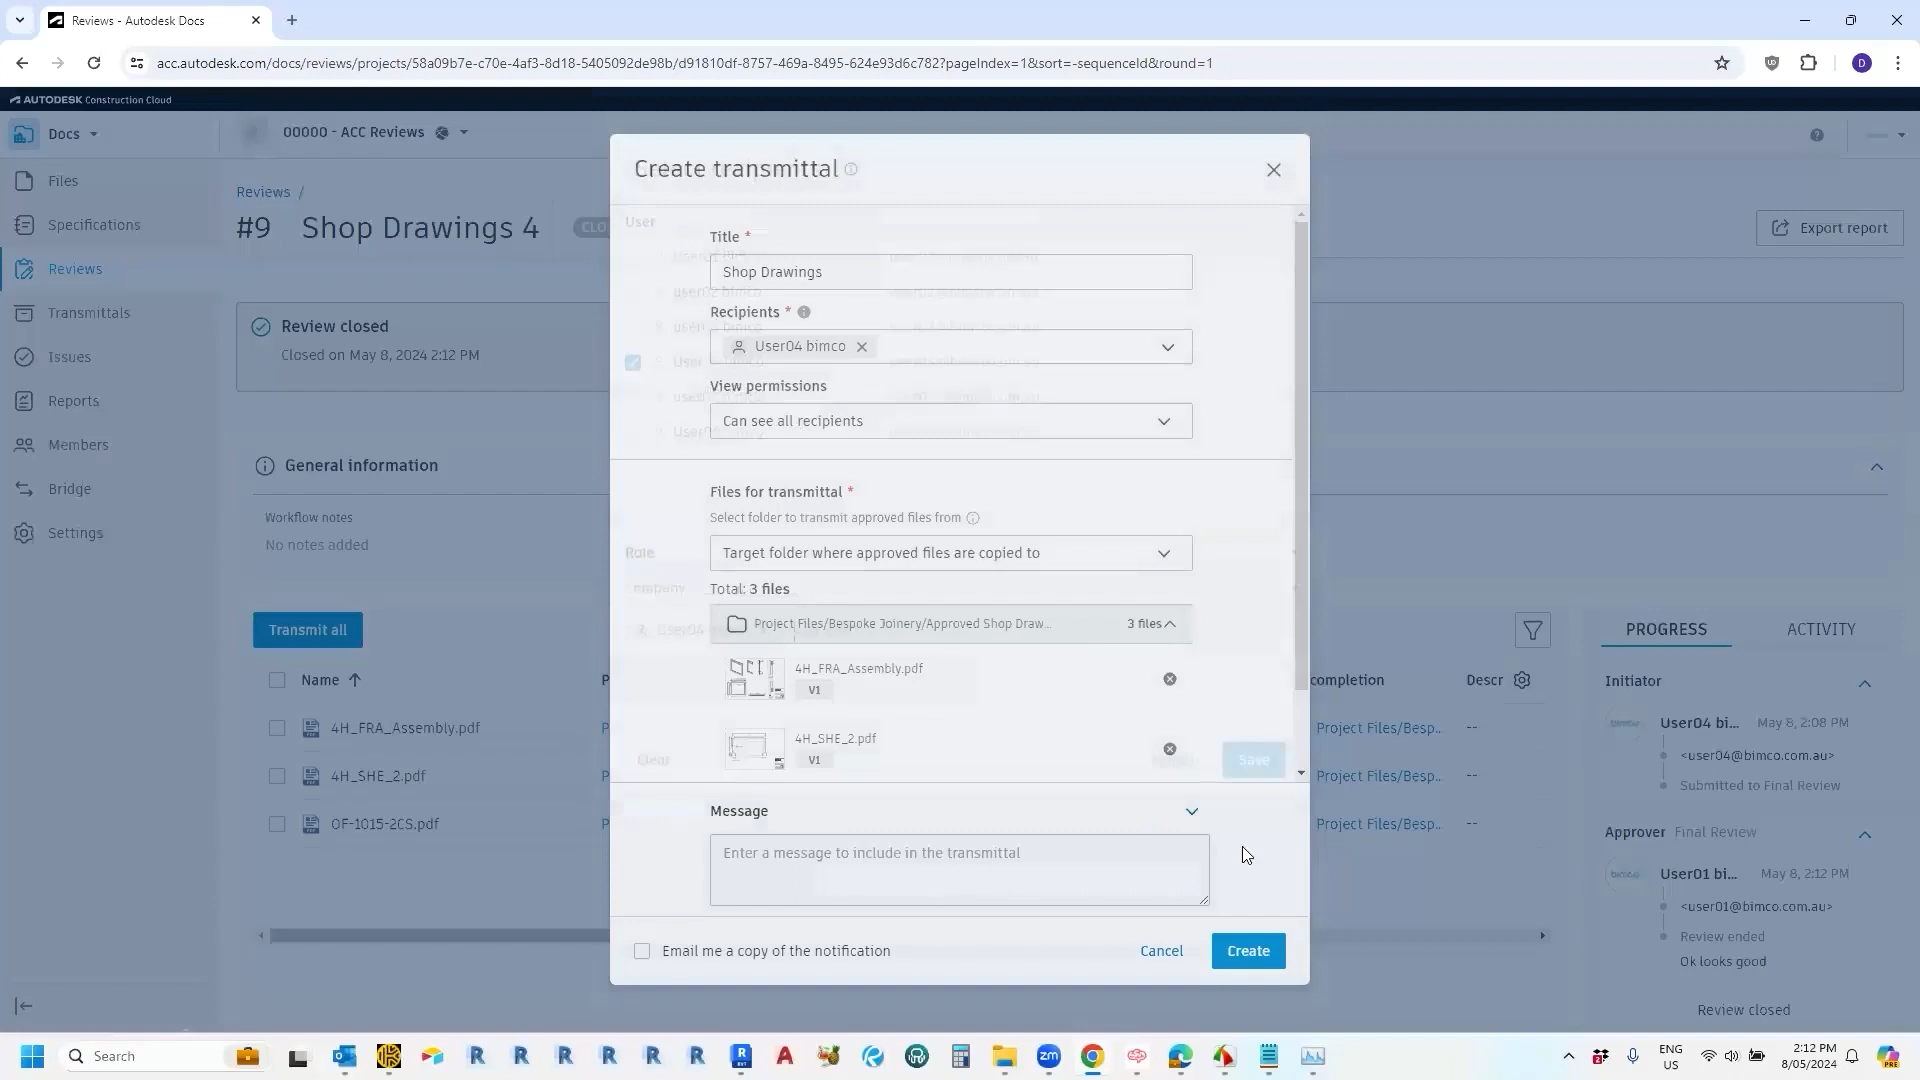 Reviews - Autodesk Docs
acc.autodesk.com/docs/reviews/projects/58a09b7e-c70e-4af3-8d18-5405092de98b/d91810df-8757-469a-8495-624e93d6c782?pageIndex=1&sort=-sequenceId&round=1
D
AUTODESK Construction Cloud
Docs
00000 - ACC Reviews
Files
Specifications
Reviews
Transmittals
Issues
Reports
Members
Bridge
Settings
Reviews /
#9 Shop Drawings 4
CLO
Export report
Review closed
Closed on May 8, 2024 2:12 PM
General information
Workflow notes
No notes added
Transmit all
Name
P
completion
Descr
4H_FRA_Assembly.pdf
P
Project Files/Besp...
--
4H_SHE_2.pdf
P
Project Files/Besp...
--
OF-1015-2CS.pdf
P
Project Files/Besp...
--
PROGRESS
ACTIVITY
Initiator
User04 bi...
May 8, 2:08 PM
<user04@bimco.com.au>
Submitted to Final Review
Approver Final Review
User01 bi...
May 8, 2:12 PM
<user01@bimco.com.au>
Review ended
Ok looks good
Review closed
Create transmittal
User
Title *
Shop Drawings
Recipients *
User04 bimco
View permissions
Can see all recipients
Files for transmittal *
Select folder to transmit approved files from
Role
Target folder where approved files are copied to
Total: 3 files
Project Files/Bespoke Joinery/Approved Shop Draw...
3 files
4H_FRA_Assembly.pdf
V1
4H_SHE_2.pdf
V1
Clear
Save
Message
Enter a message to include in the transmittal
Email me a copy of the notification
Cancel
Create
Search
ENG
US
2:12 PM
8/05/2024